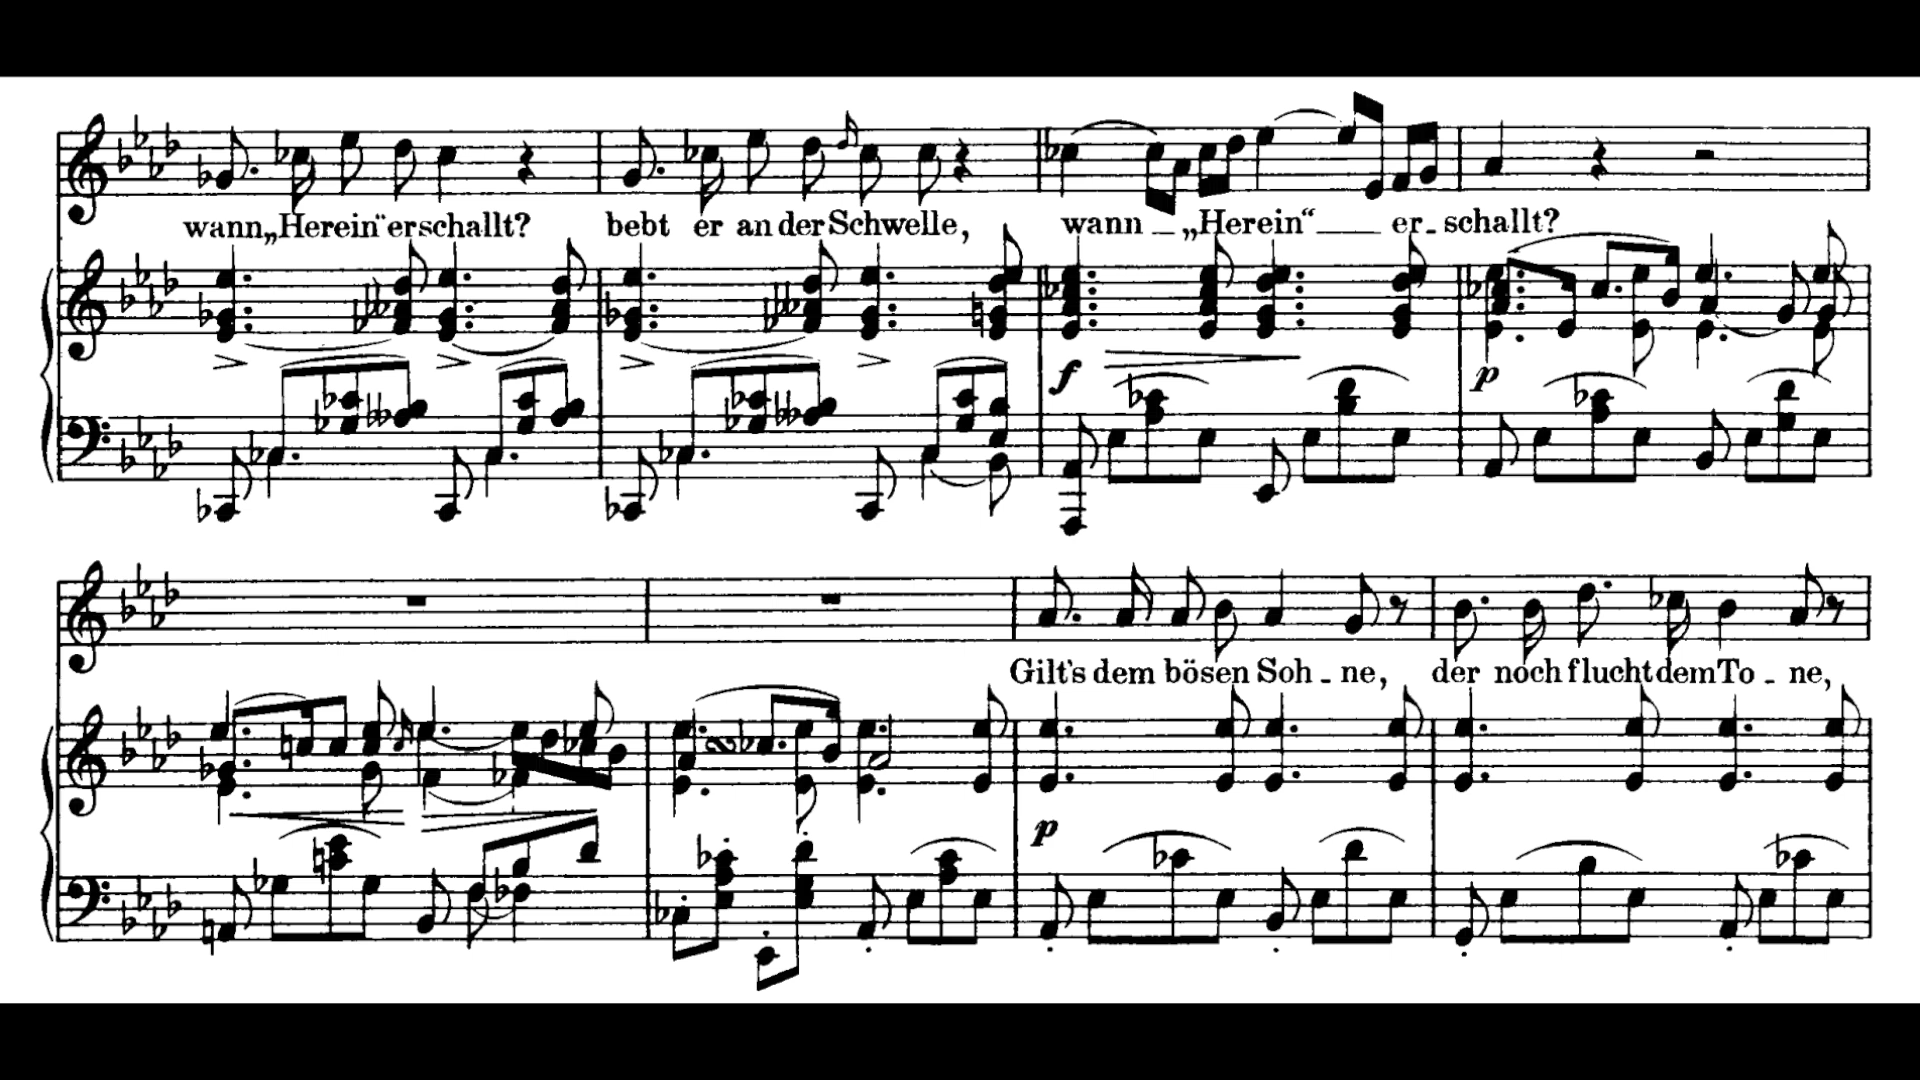 wann „Herein" erschallt? bebt er an der Schwelle, wann _ „Herein“ __ er - schallt?
f p
Gilt's dem bösen Soh - ne, der noch flucht dem To - ne,
p